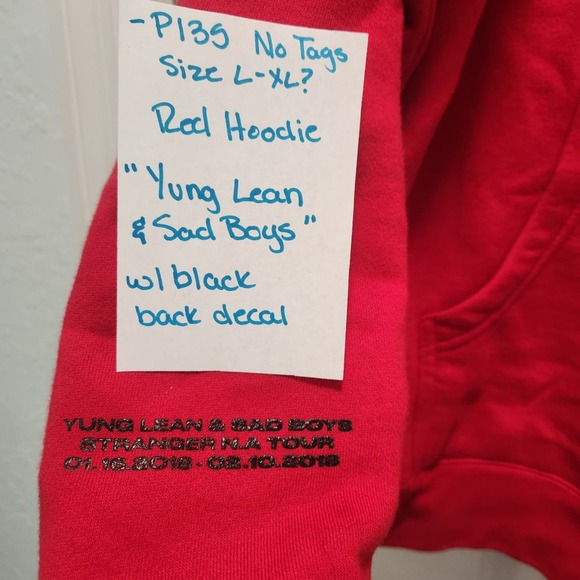 -P135 No Tags
Size L-XL?
Red Hoodie
"Yung Lean
& Sad Boys"
w/ black
back decal
YUNG LEAN & SAD BOYS
STRANGER N.A TOUR
01.16.2018 - 02.10.2018